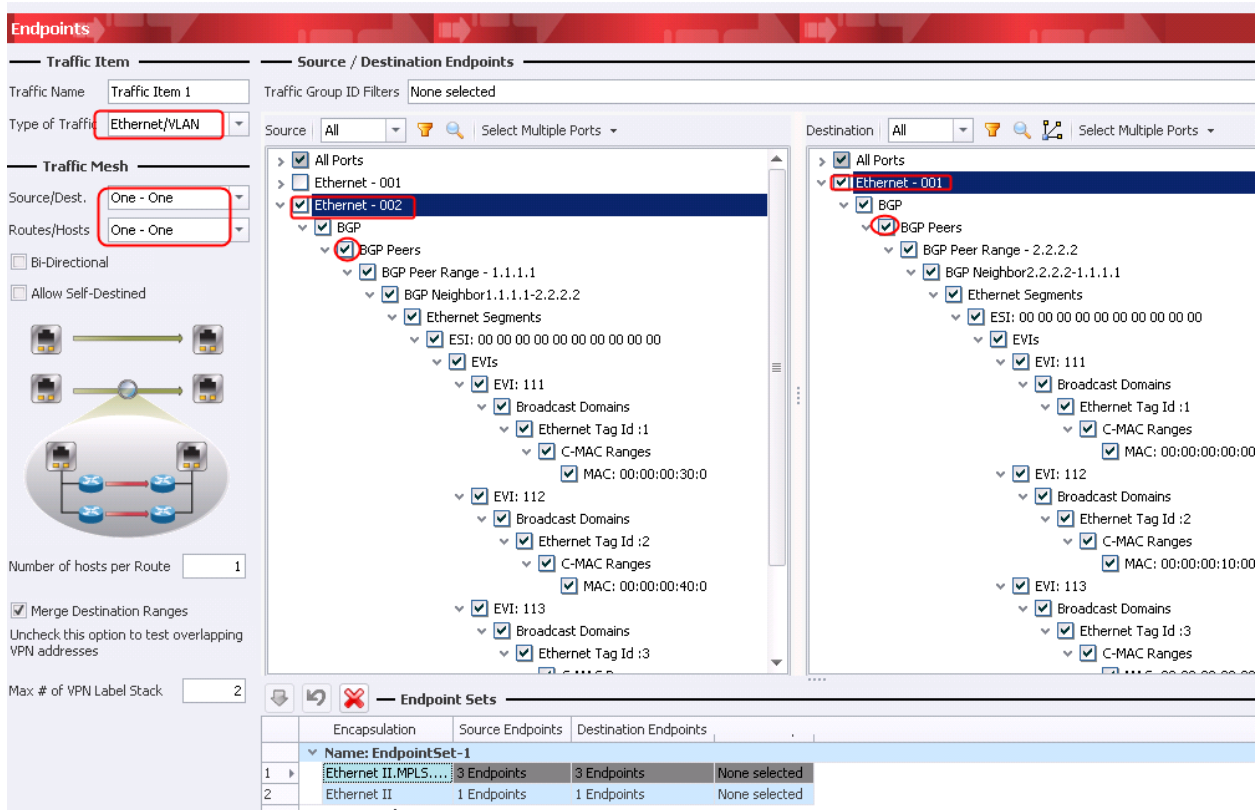 Endpoints
Traffic Item
Traffic Name Traffic Item 1
Type of Traffic Ethernet/VLAN
Traffic Mesh
Source/Dest. One - One
Routes/Hosts One - One
Bi-Directional
Allow Self-Destined
Number of hosts per Route 1
Merge Destination Ranges
Uncheck this option to test overlapping
VPN addresses
Max # of VPN Label Stack 2
Source / Destination Endpoints
Traffic Group ID Filters None selected
Source All Select Multiple Ports
All Ports
Ethernet - 001
Ethernet - 002
BGP
BGP Peers
BGP Peer Range - 1.1.1.1
BGP Neighbor1.1.1.1-2.2.2.2
Ethernet Segments
ESI: 00 00 00 00 00 00 00 00 00 00
EVIs
EVI: 111
Broadcast Domains
Ethernet Tag Id :1
C-MAC Ranges
MAC: 00:00:00:30:0
EVI: 112
Broadcast Domains
Ethernet Tag Id :2
C-MAC Ranges
MAC: 00:00:00:40:0
EVI: 113
Broadcast Domains
Ethernet Tag Id :3
Destination All Select Multiple Ports
All Ports
Ethernet - 001
BGP
BGP Peers
BGP Peer Range - 2.2.2.2
BGP Neighbor2.2.2.2-1.1.1.1
Ethernet Segments
ESI: 00 00 00 00 00 00 00 00 00 00
EVIs
EVI: 111
Broadcast Domains
Ethernet Tag Id :1
C-MAC Ranges
MAC: 00:00:00:00:00
EVI: 112
Broadcast Domains
Ethernet Tag Id :2
C-MAC Ranges
MAC: 00:00:00:10:00
EVI: 113
Broadcast Domains
Ethernet Tag Id :3
C-MAC Ranges
Endpoint Sets
Encapsulation Source Endpoints Destination Endpoints
Name: EndpointSet-1
1 Ethernet II.MPLS.... 3 Endpoints 3 Endpoints None selected
2 Ethernet II 1 Endpoints 1 Endpoints None selected